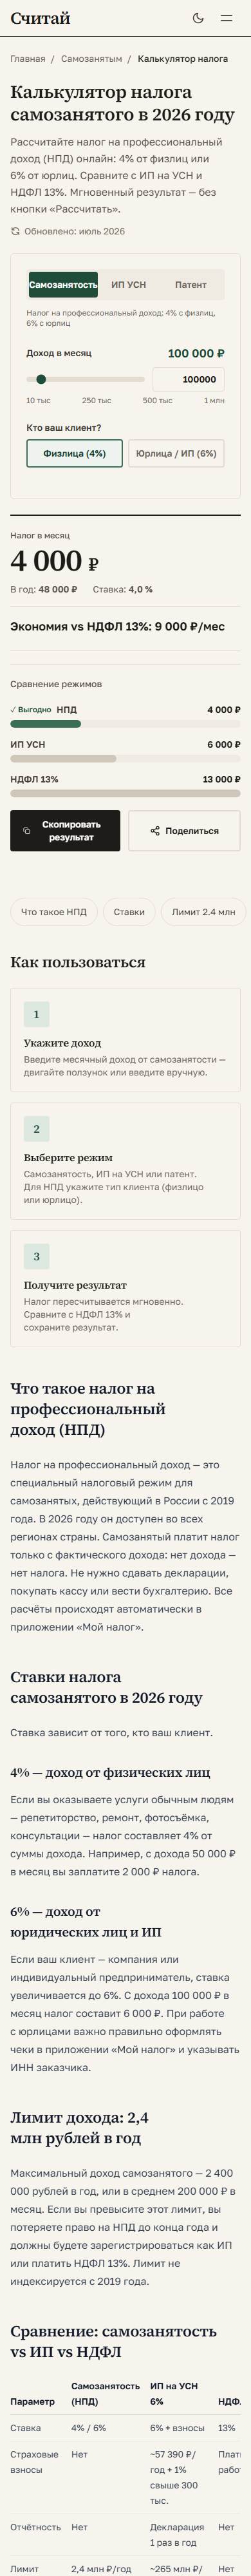 Считай
Главная / Самозанятым / Калькулятор налога
Калькулятор налога
самозанятого в 2026 году
Рассчитайте налог на профессиональный
доход (НПД) онлайн: 4% от физлиц или
6% от юрлиц. Сравните с ИП на УСН и
НДФЛ 13%. Мгновенный результат — без
кнопки «Рассчитать».
Обновлено: июль 2026
Самозанятость ИП УСН Патент
Налог на профессиональный доход: 4% с физлиц,
6% с юрлиц
Доход в месяц 100 000 ₽
100000
10 тыс 250 тыс 500 тыс 1 млн
Кто ваш клиент?
Физлица (4%) Юрлица / ИП (6%)
Налог в месяц
4 000 ₽
В год: 48 000 ₽ Ставка: 4,0 %
Экономия vs НДФЛ 13%: 9 000 ₽/мес
Сравнение режимов
✓ Выгодно НПД 4 000 ₽
ИП УСН 6 000 ₽
НДФЛ 13% 13 000 ₽
Скопировать
результат
Поделиться
Что такое НПД Ставки Лимит 2.4 млн
Как пользоваться
1
Укажите доход
Введите месячный доход от самозанятости —
двигайте ползунок или введите вручную.
2
Выберите режим
Самозанятость, ИП на УСН или патент.
Для НПД укажите тип клиента (физлицо
или юрлицо).
3
Получите результат
Налог пересчитывается мгновенно.
Сравните с НДФЛ 13% и
сохраните результат.
Что такое налог на
профессиональный
доход (НПД)
Налог на профессиональный доход — это
специальный налоговый режим для
самозанятых, действующий в России с 2019
года. В 2026 году он доступен во всех
регионах страны. Самозанятый платит налог
только с фактического дохода: нет дохода —
нет налога. Не нужно сдавать декларации,
покупать кассу или вести бухгалтерию. Все
расчёты происходят автоматически в
приложении «Мой налог».
Ставки налога
самозанятого в 2026 году
Ставка зависит от того, кто ваш клиент.
4% — доход от физических лиц
Если вы оказываете услуги обычным людям
— репетиторство, ремонт, фотосъёмка,
консультации — налог составляет 4% от
суммы дохода. Например, с дохода 50 000 ₽
в месяц вы заплатите 2 000 ₽ налога.
6% — доход от
юридических лиц и ИП
Если ваш клиент — компания или
индивидуальный предприниматель, ставка
увеличивается до 6%. С дохода 100 000 ₽ в
месяц налог составит 6 000 ₽. При работе
с юрлицами важно правильно оформлять
чеки в приложении «Мой налог» и указывать
ИНН заказчика.
Лимит дохода: 2,4
млн рублей в год
Максимальный доход самозанятого — 2 400
000 рублей в год, или в среднем 200 000 ₽ в
месяц. Если вы превысите этот лимит, вы
потеряете право на НПД до конца года и
должны будете зарегистрироваться как ИП
или платить НДФЛ 13%. Лимит не
индексируется с 2019 года.
Сравнение: самозанятость
vs ИП vs НДФЛ
Параметр Самозанятость (НПД) ИП на УСН 6%
Ставка 4% / 6% 6% + взносы 13%
Страховые взносы Нет ~57 390 ₽/ год + 1% свыше 300 тыс.
Отчётность Нет Декларация 1 раз в год Нет
Лимит 2,4 млн ₽/год ~265 млн ₽/ Нет